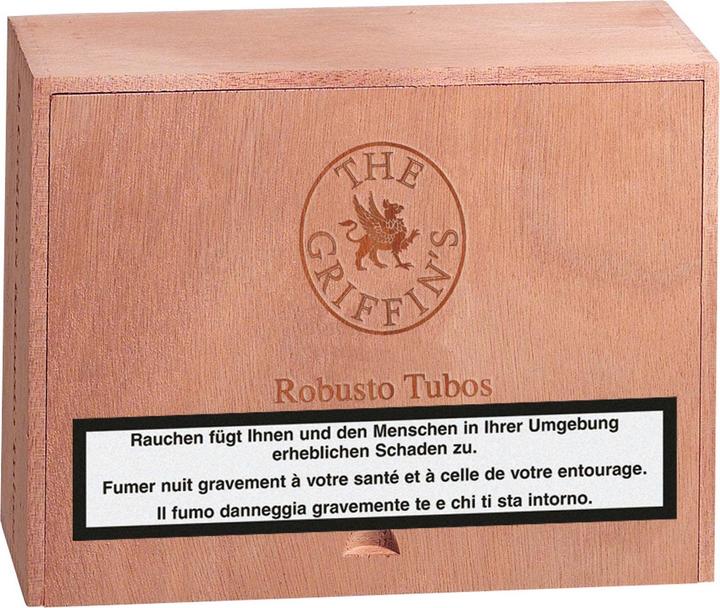 THE
GRIFFIN'S
Robusto Tubos
Rauchen fügt Ihnen und den Menschen in Ihrer Umgebung
erheblichen Schaden zu.
Fumer nuit gravement à votre santé et à celle de votre entourage.
Il fumo danneggia gravemente te e chi ti sta intorno.